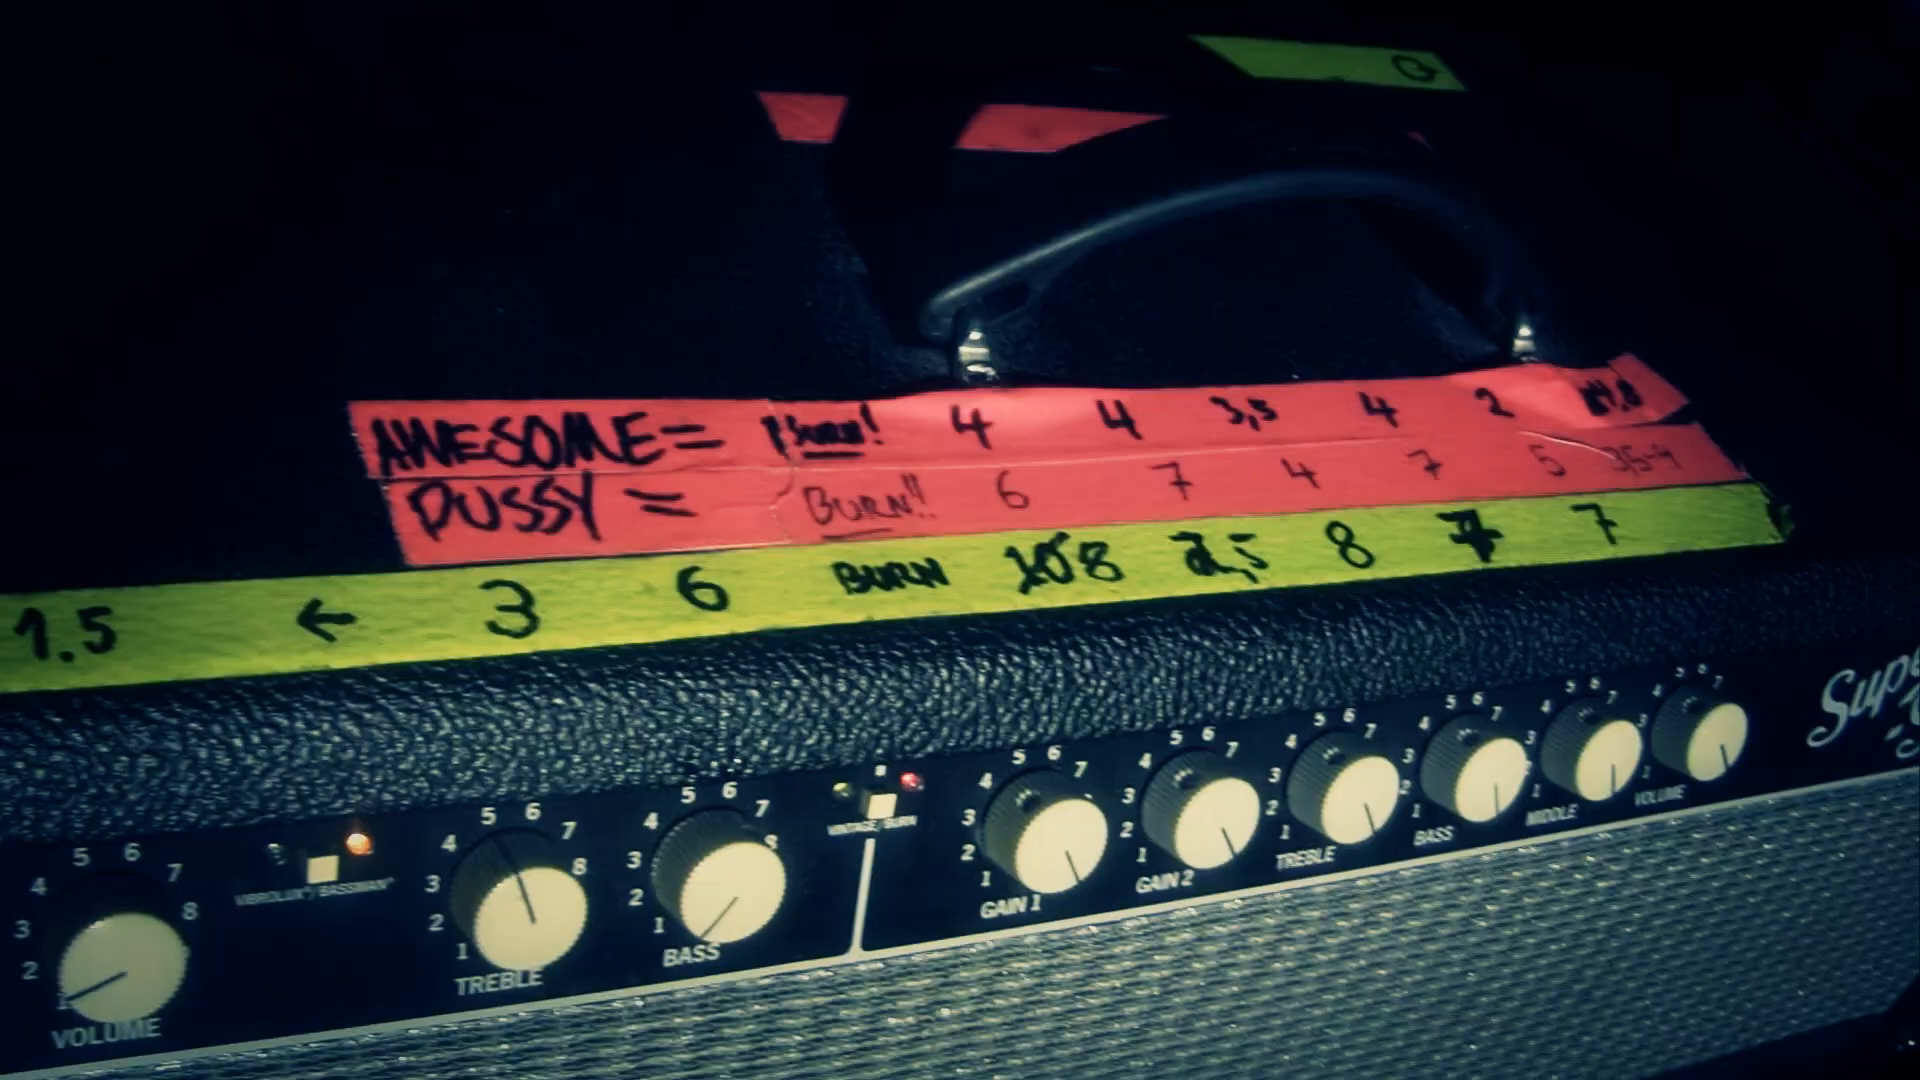 AWESOME = BURN! 4 4 3,5 4 2
PUSSY = BURN!! 6 7 4 7 5 3,5-4
1.5 ← 3 6 BURN 8 2,5 8 7 7
5 6 7 8 4 3 2 1
VOLUME
VIBROLUX®/BASSMAN®
1 2 3 4 5 6 7 8
TREBLE
1 2 3 4 5 6 7 8
BASS
VINTAGE / BURN
1 2 3 4 5 6 7
GAIN 1
1 2 3 4 5 6 7
GAIN 2
1 2 3 4 5 6 7
TREBLE
1 2 3 4 5 6 7
BASS
1 3 4 5 6 7
MIDDLE
1 3 4 5 6 7
VOLUME